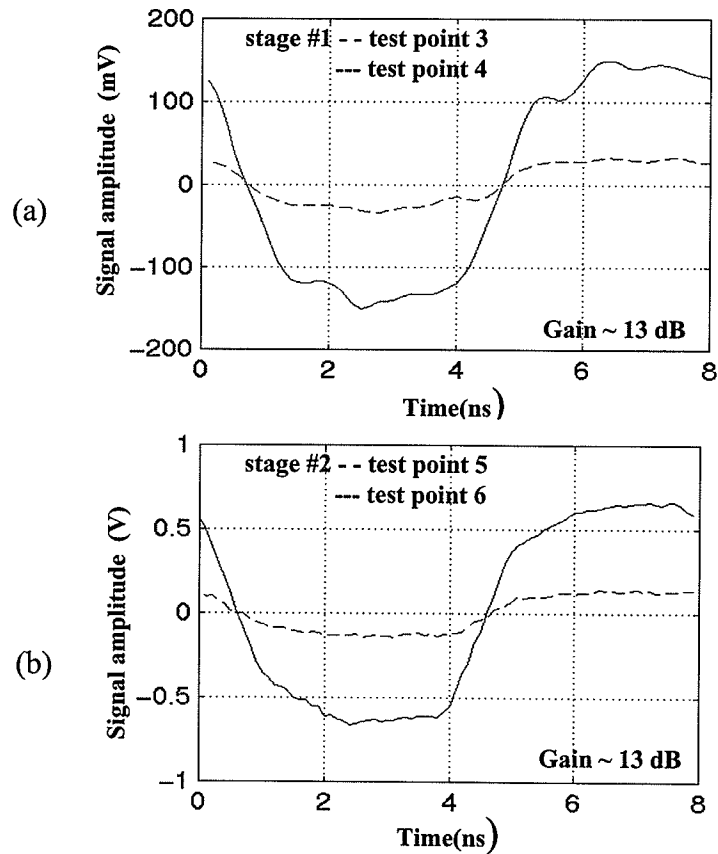 200
100
0
−100
−200
Signal amplitude (mV)
stage #1 - - test point 3
--- test point 4
(a)
Gain ~ 13 dB
0 2 4 6 8
Time(ns)
1
0.5
0
−0.5
−1
Signal amplitude (V)
stage #2 - - test point 5
--- test point 6
(b)
Gain ~ 13 dB
0 2 4 6 8
Time(ns)